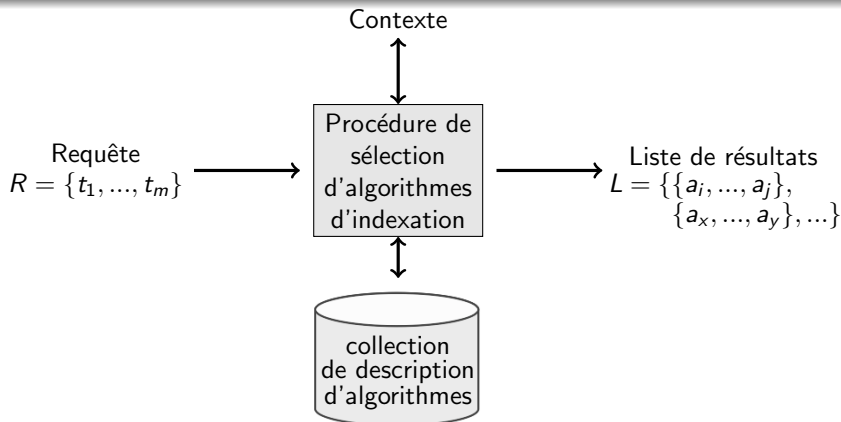 Contexte
Requête
R = {t₁, ..., tₘ}
Procédure de
sélection
d'algorithmes
d'indexation
Liste de résultats
L = {{aᵢ, ..., aⱼ},
{aₓ, ..., a_y}, ...}
collection
de description
d'algorithmes